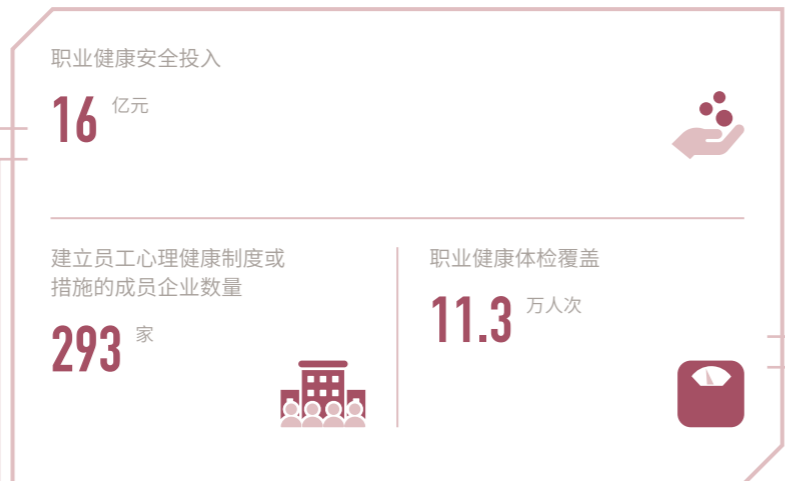 职业健康安全投入
16 亿元
建立员工心理健康制度或
措施的成员企业数量
293 家
职业健康体检覆盖
11.3 万人次